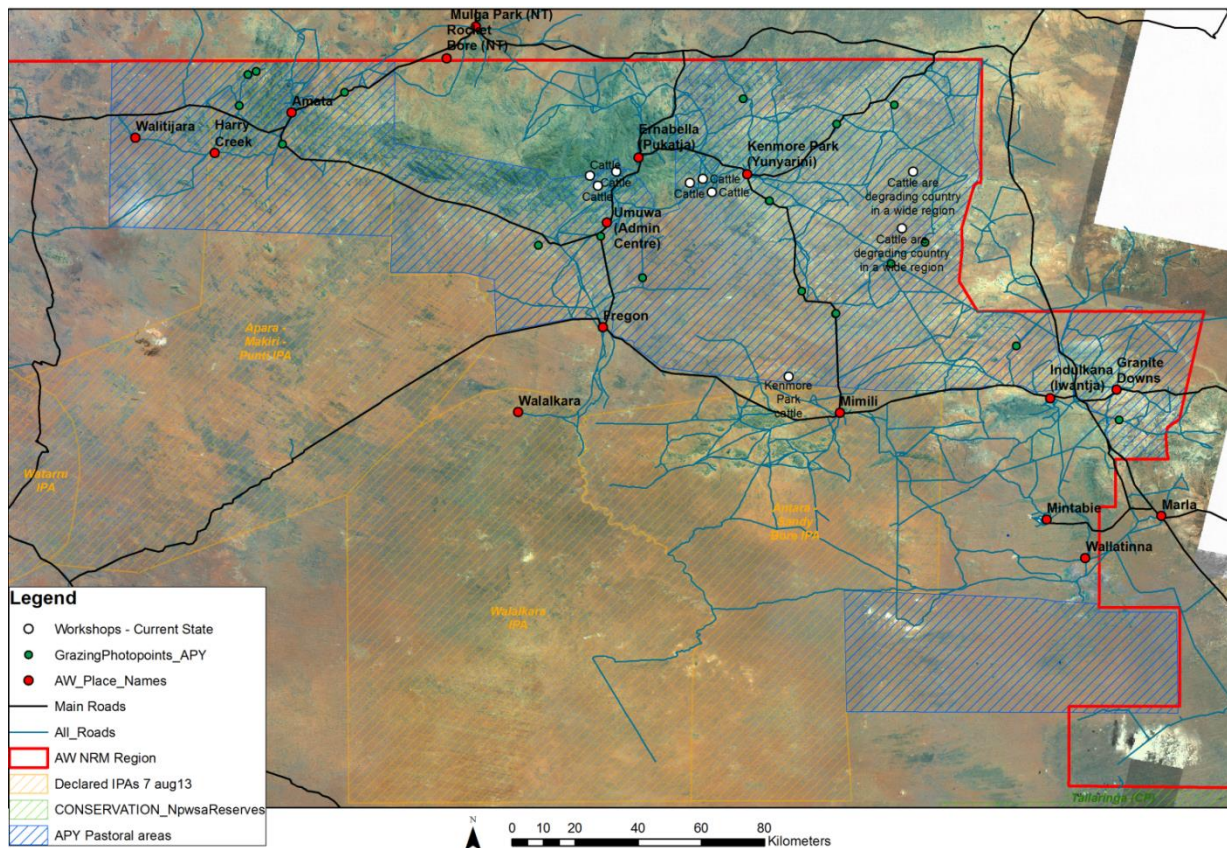 Mulga Park (NT)
Rocket
Bore (NT)
Amata
Walitijara
Harry
Creek
Ernabella
(Pukatja)
Kenmore Park
(Yunyarini)
Cattle
Cattle
Cattle
Cattle
Cattle
Cattle
Cattle are
degrading country
in a wide region
Cattle are
degrading country
in a wide region
Umuwa
(Admin
Centre)
Fregon
Apara -
Makiri -
Punti IPA
Indulkana
(Iwantja)
Granite
Downs
Kenmore
Park
cattle
Walalkara
Mimili
Watarru
IPA
Antara -
Sandy
Bore IPA
Mintabie
Marla
Wallatinna
Walalkara
IPA
Tallaringa (CP)
Legend
Workshops - Current State
GrazingPhotopoints_APY
AW_Place_Names
Main Roads
All_Roads
AW NRM Region
Declared IPAs 7 aug13
CONSERVATION_NpwsaReserves
APY Pastoral areas
N
0 10 20 40 60 80
Kilometers